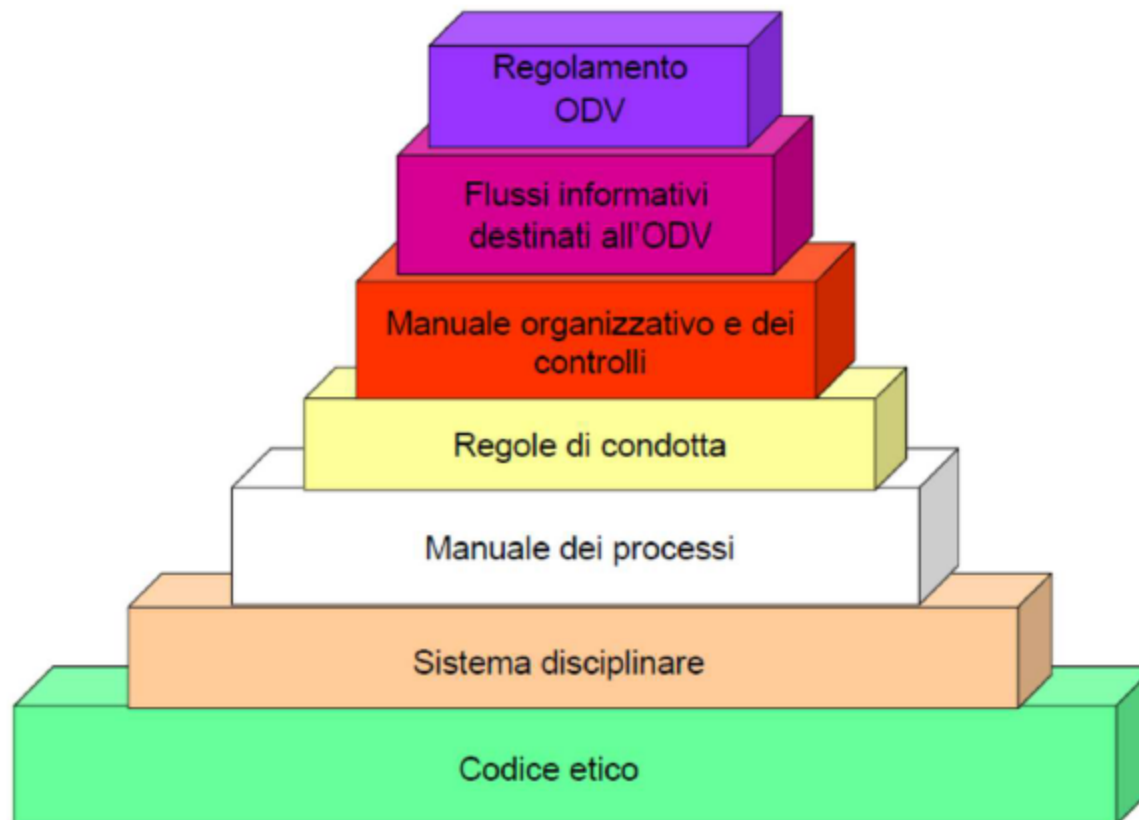 Regolamento
ODV
Flussi informativi
destinati all'ODV
Manuale organizzativo e dei
controlli
Regole di condotta
Manuale dei processi
Sistema disciplinare
Codice etico